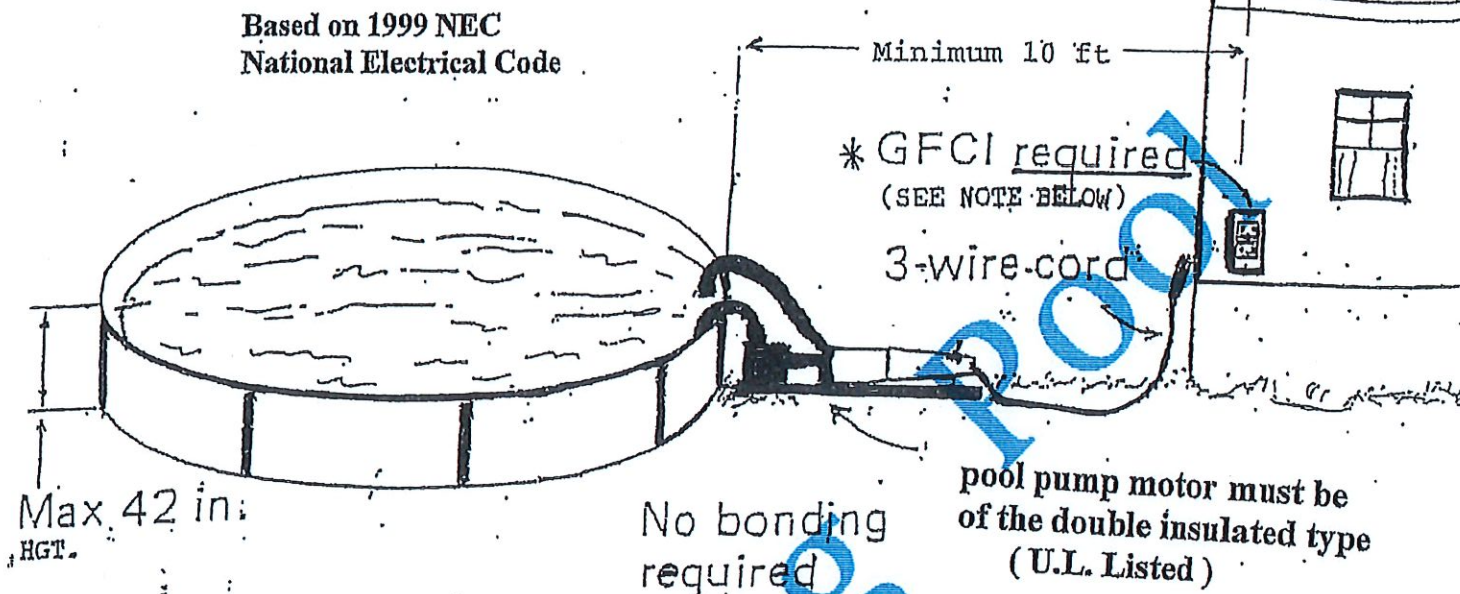 Based on 1999 NEC
National Electrical Code
Minimum 10 ft
* GFCI required
(SEE NOTE BELOW)
3-wire cord
Max. 42 in.
HGT.
No bonding
required
pool pump motor must be
of the double insulated type
(U.L. Listed)
Pool